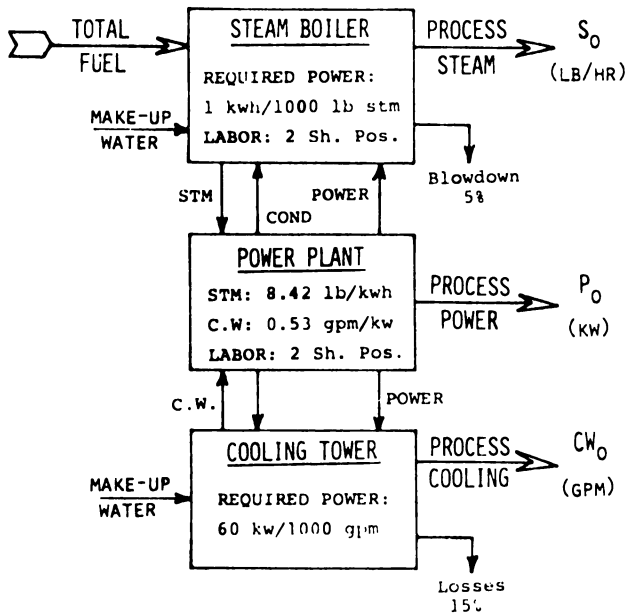 TOTAL
FUEL
STEAM BOILER
REQUIRED POWER:
1 kwh/1000 lb stm
LABOR: 2 Sh. Pos.
PROCESS
STEAM
S₀
(LB/HR)
MAKE-UP
WATER
Blowdown
5%
STM
COND
POWER
POWER PLANT
STM: 8.42 lb/kwh
C.W: 0.53 gpm/kw
LABOR: 2 Sh. Pos.
PROCESS
POWER
P₀
(KW)
C.W.
POWER
COOLING TOWER
REQUIRED POWER:
60 kw/1000 gpm
PROCESS
COOLING
CW₀
(GPM)
MAKE-UP
WATER
Losses
15%